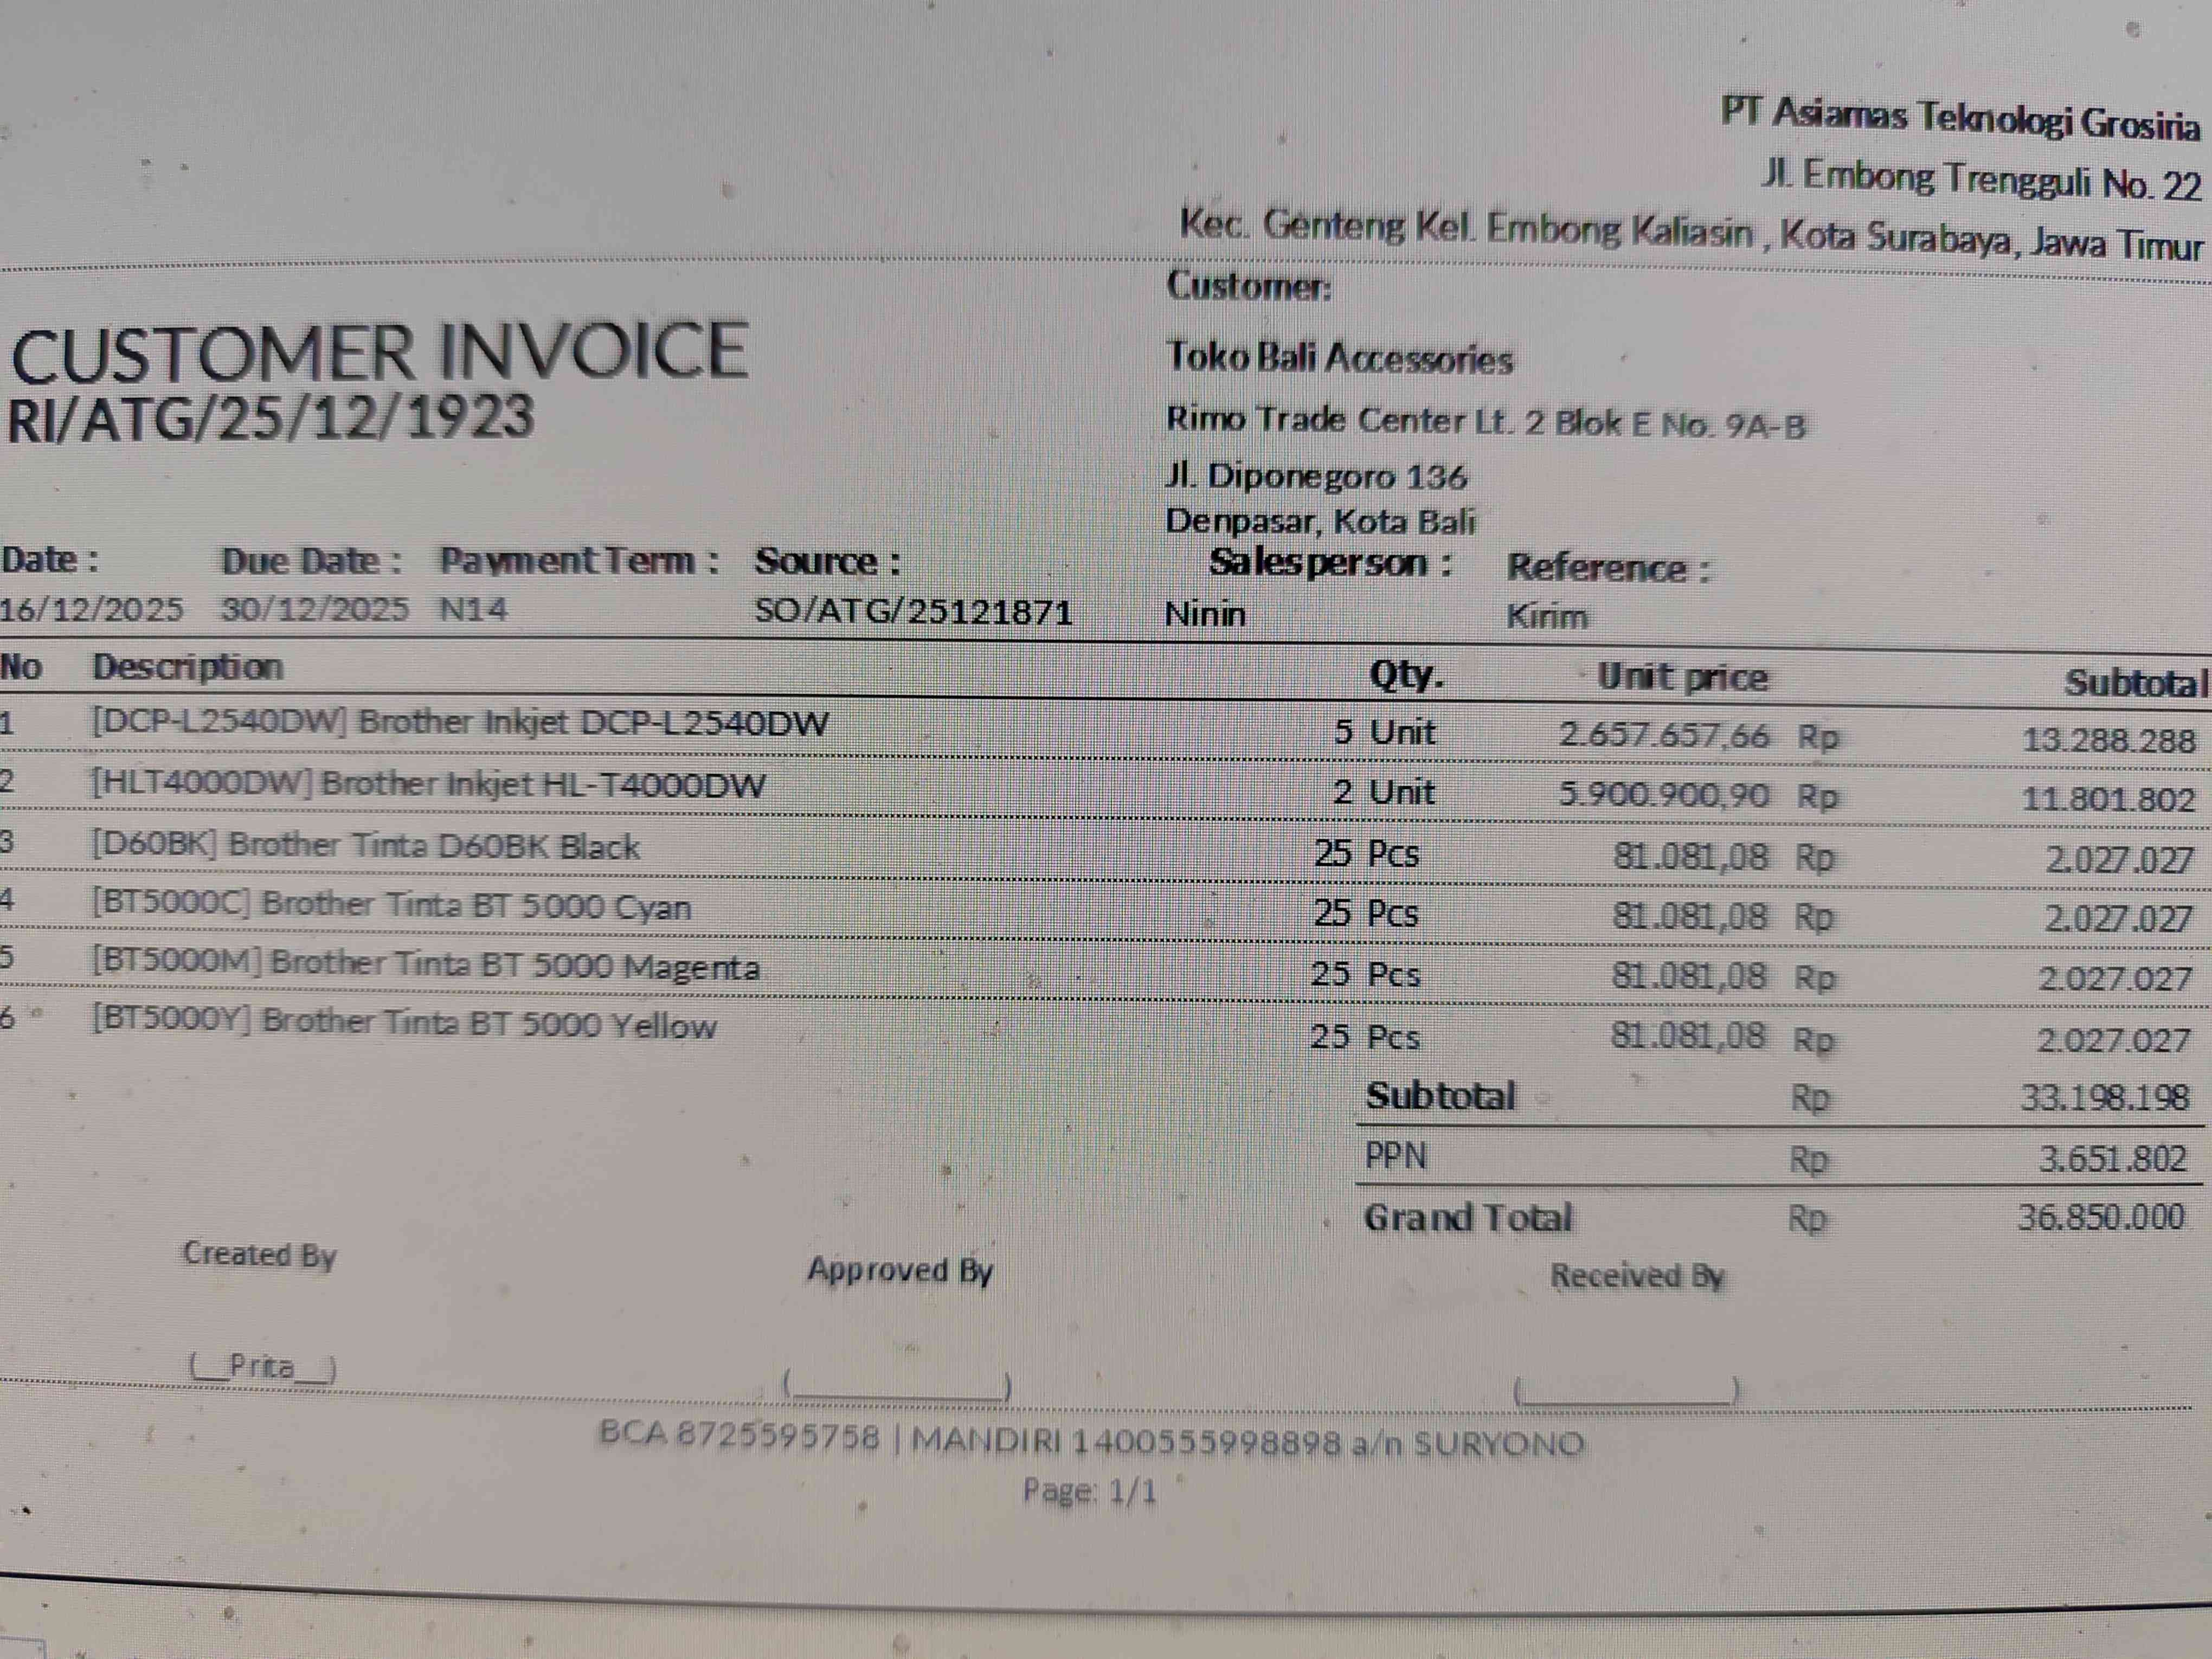 PT Asiamas Teknologi Grosiria
Jl. Embong Trengguli No. 22
Kec. Genteng Kel. Embong Kaliasin , Kota Surabaya, Jawa Timur
Customer:
CUSTOMER INVOICE
RI/ATG/25/12/1923
Toko Bali Accessories
Rimo Trade Center Lt. 2 Blok E No. 9A-B
Jl. Diponegoro 136
Denpasar, Kota Bali
Date : Due Date : Payment Term : Source : Salesperson : Reference :
16/12/2025 30/12/2025 N14 SO/ATG/25121871 Ninin Kirim
No Description Qty. Unit price Subtotal
1 [DCP-L2540DW] Brother Inkjet DCP-L2540DW 5 Unit 2.657.657,66 Rp 13.288.288
2 [HLT4000DW] Brother Inkjet HL-T4000DW 2 Unit 5.900.900,90 Rp 11.801.802
3 [D60BK] Brother Tinta D60BK Black 25 Pcs 81.081,08 Rp 2.027.027
4 [BT5000C] Brother Tinta BT 5000 Cyan 25 Pcs 81.081,08 Rp 2.027.027
5 [BT5000M] Brother Tinta BT 5000 Magenta 25 Pcs 81.081,08 Rp 2.027.027
6 [BT5000Y] Brother Tinta BT 5000 Yellow 25 Pcs 81.081,08 Rp 2.027.027
Subtotal Rp 33.198.198
PPN Rp 3.651.802
Grand Total Rp 36.850.000
Created By Approved By Received By
(__Prita__) (__________) (__________)
BCA 8725595758 | MANDIRI 1400555998898 a/n SURYONO
Page: 1/1